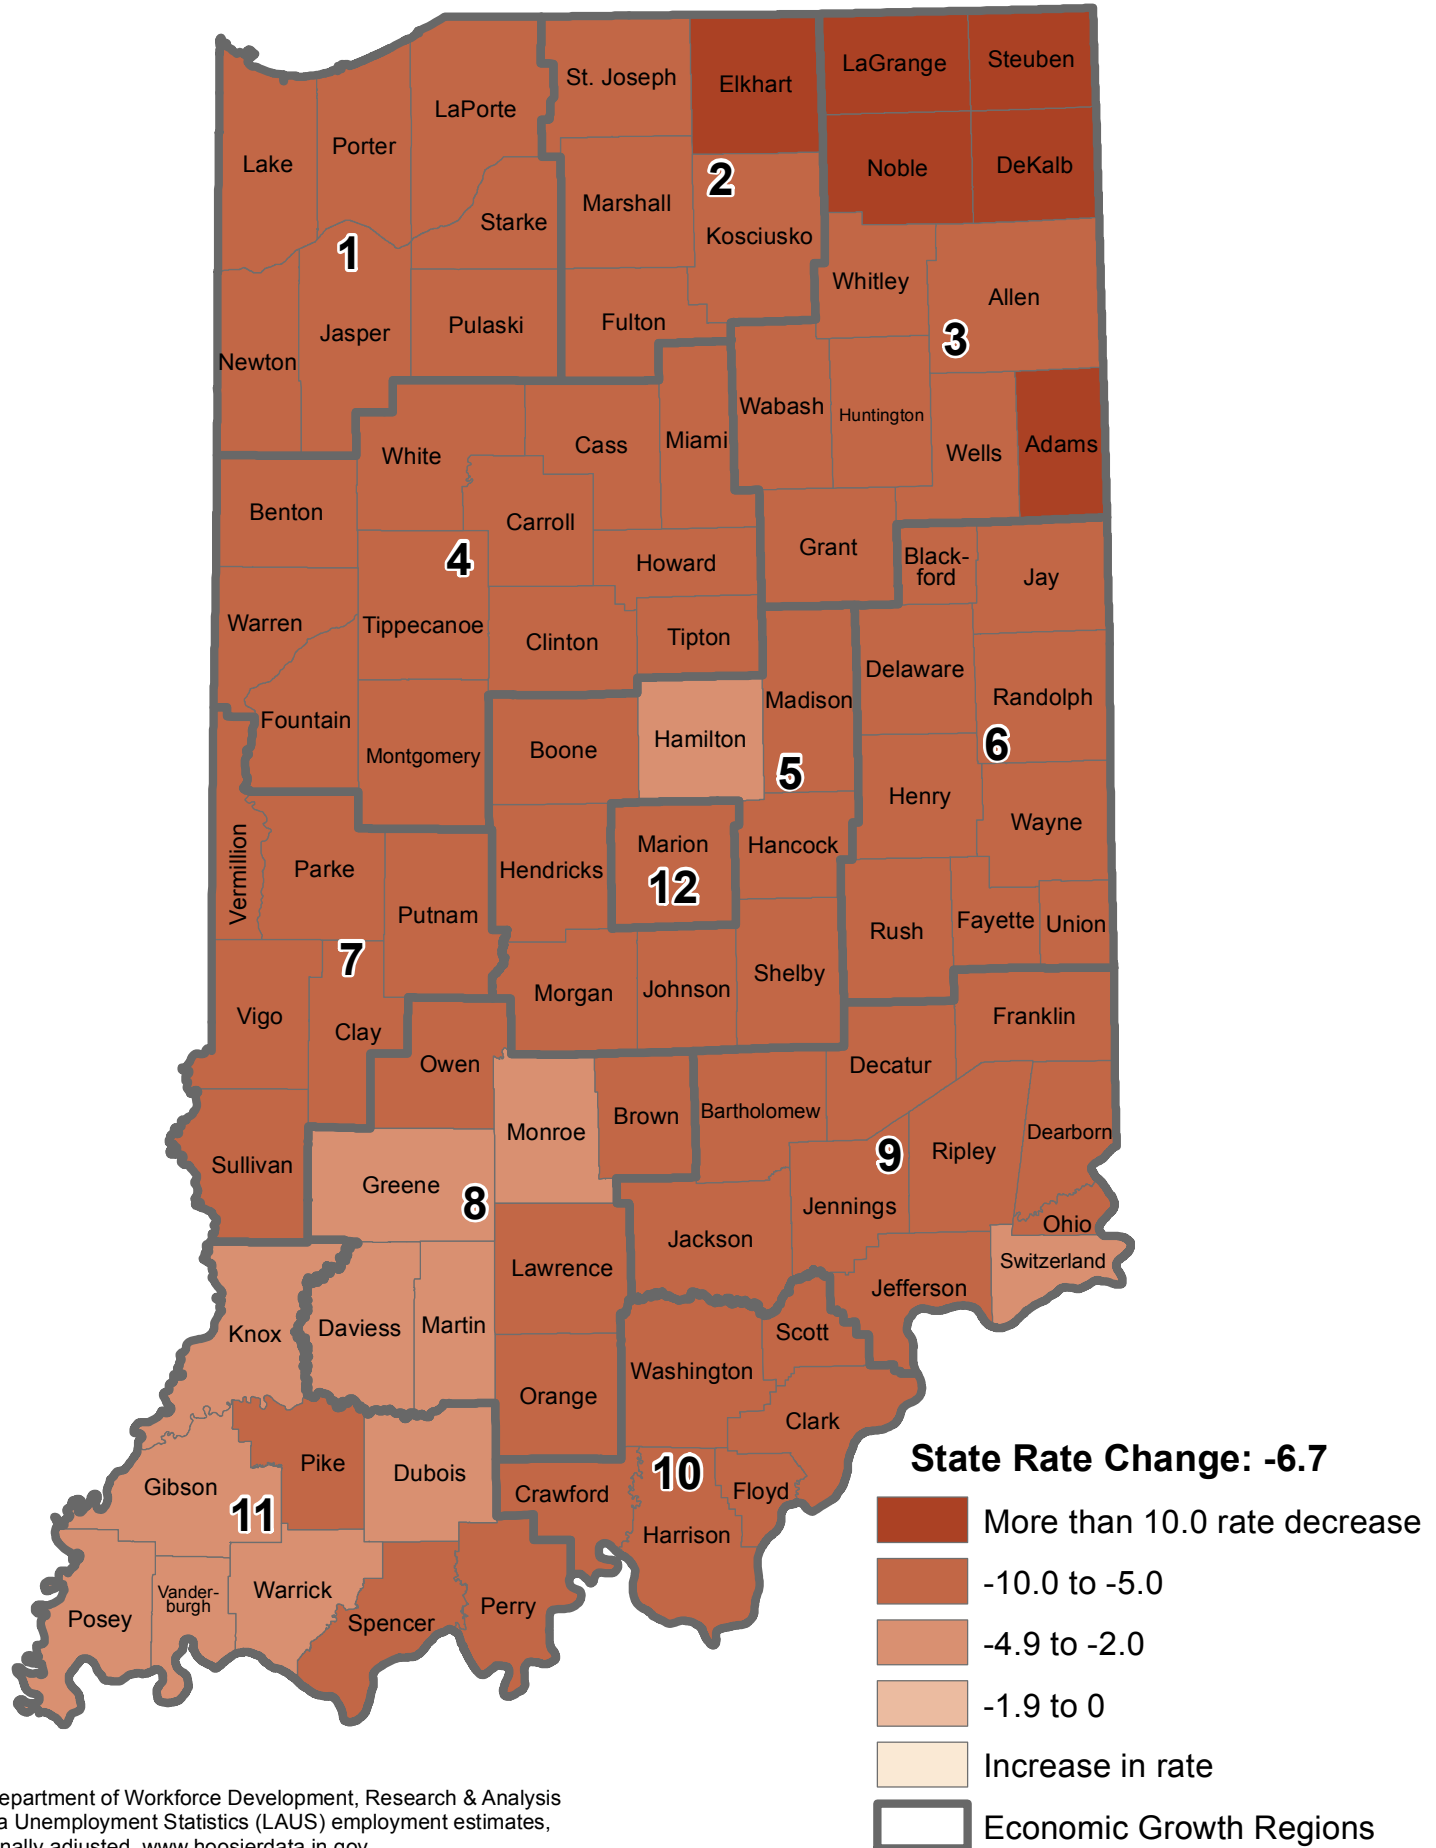 St. Joseph
Elkhart
LaGrange
Steuben
LaPorte
Lake
Porter
Noble
DeKalb
2
Marshall
Starke
Kosciusko
1
Whitley
Allen
Jasper
Pulaski
Fulton
3
Newton
Wabash
Huntington
White
Cass
Miami
Wells
Adams
Benton
Carroll
4
Howard
Grant
Black-
ford
Jay
Warren
Tippecanoe
Clinton
Tipton
Delaware
Madison
Randolph
Fountain
Montgomery
Boone
Hamilton
5
6
Henry
Wayne
Vermillion
Parke
Hendricks
Marion
12
Hancock
Putnam
Rush
Fayette
Union
7
Vigo
Clay
Morgan
Johnson
Shelby
Franklin
Owen
Decatur
Monroe
Brown
Bartholomew
Dearborn
Sullivan
9
Ripley
Greene
8
Jennings
Ohio
Jackson
Lawrence
Switzerland
Jefferson
Knox
Daviess
Martin
Scott
Washington
Orange
Clark
Pike
Dubois
Gibson
11
Crawford
10
Floyd
Harrison
Posey
Vander-
burgh
Warrick
Spencer
Perry
State Rate Change: -6.7
More than 10.0 rate decrease
-10.0 to -5.0
-4.9 to -2.0
-1.9 to 0
Increase in rate
Economic Growth Regions
epartment of Workforce Development, Research & Analysis
a Unemployment Statistics (LAUS) employment estimates,
nally adjusted, www.hoosierdata.in.gov